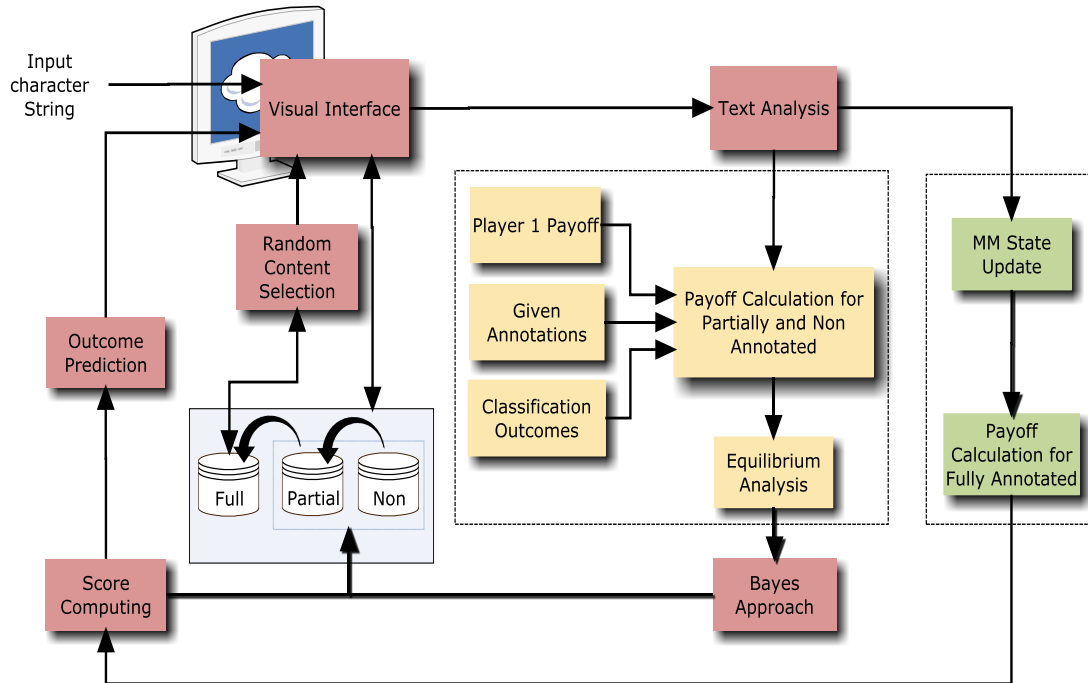 Input
character
String
Visual Interface
Text Analysis
Random
Content
Selection
Player 1 Payoff
MM State
Update
Given
Annotations
Payoff Calculation for
Partially and Non
Annotated
Outcome
Prediction
Classification
Outcomes
Payoff
Calculation for
Fully Annotated
Full
Partial
Non
Equilibrium
Analysis
Score
Computing
Bayes
Approach